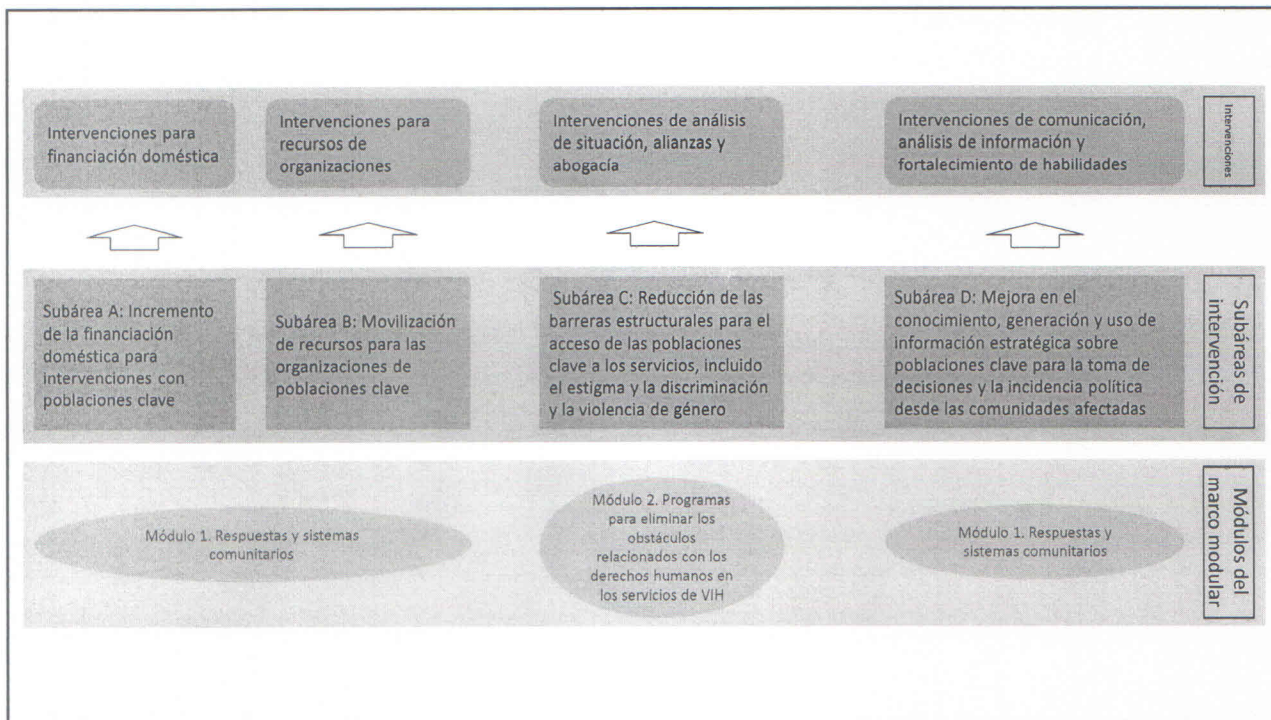 Intervenciones para
financiación doméstica
Intervenciones para
recursos de
organizaciones
Intervenciones de análisis
de situación, alianzas y
abogacía
Intervenciones de comunicación,
análisis de información y
fortalecimiento de habilidades
Intervenciones
Subárea A: Incremento
de la financiación
doméstica para
intervenciones con
poblaciones clave
Subárea B: Movilización
de recursos para las
organizaciones de
poblaciones clave
Subárea C: Reducción de las
barreras estructurales para el
acceso de las poblaciones
clave a los servicios, incluido
el estigma y la discriminación
y la violencia de género
Subárea D: Mejora en el
conocimiento, generación y uso de
información estratégica sobre
poblaciones clave para la toma de
decisiones y la incidencia política
desde las comunidades afectadas
Subáreas de
intervención
Módulo 1. Respuestas y sistemas
comunitarios
Módulo 2. Programas
para eliminar los
obstáculos
relacionados con los
derechos humanos en
los servicios de VIH
Módulo 1. Respuestas y
sistemas comunitarios
Módulos del
marco modular